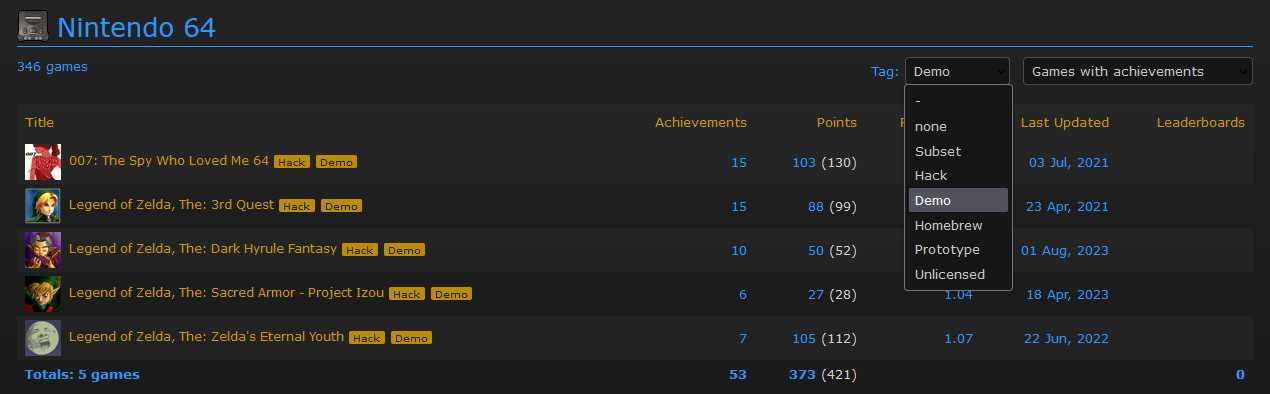 Nintendo 64
346 games
Tag: Demo Games with achievements
-
none
Subset
Hack
Demo
Homebrew
Prototype
Unlicensed
Title Achievements Points Last Updated Leaderboards
007: The Spy Who Loved Me 64 Hack Demo 15 103 (130) 03 Jul, 2021
Legend of Zelda, The: 3rd Quest Hack Demo 15 88 (99) 23 Apr, 2021
Legend of Zelda, The: Dark Hyrule Fantasy Hack Demo 10 50 (52) 01 Aug, 2023
Legend of Zelda, The: Sacred Armor - Project Izou Hack Demo 6 27 (28) 1.04 18 Apr, 2023
Legend of Zelda, The: Zelda's Eternal Youth Hack Demo 7 105 (112) 1.07 22 Jun, 2022
Totals: 5 games 53 373 (421) 0